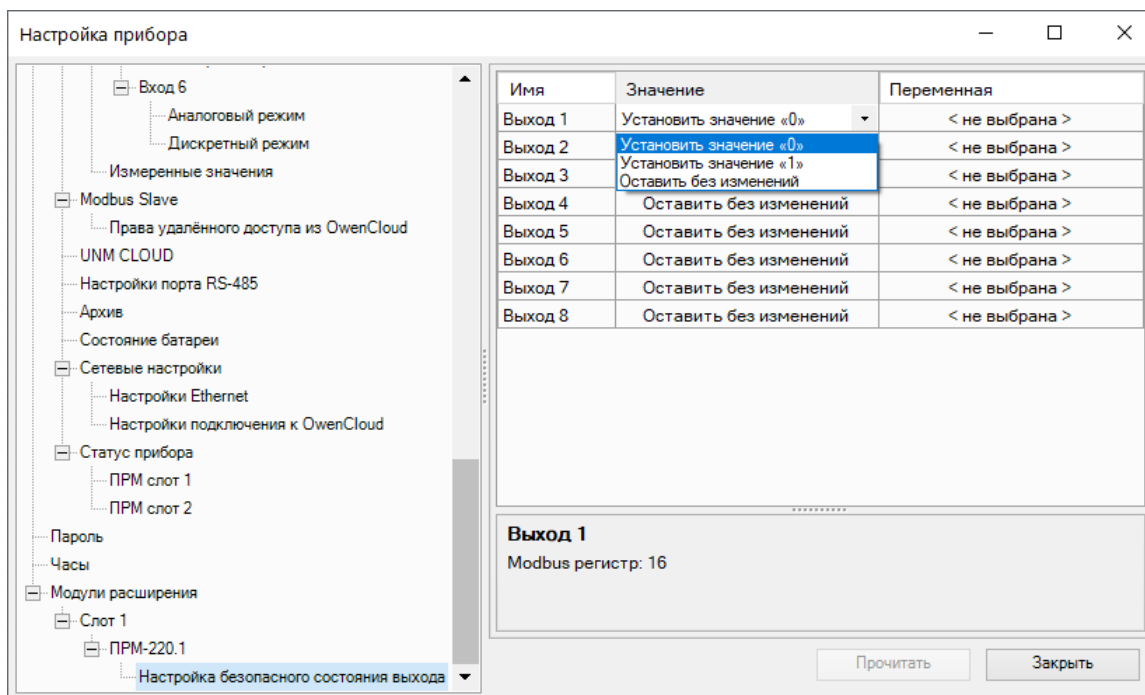 Настройка прибора
Вход 6
Аналоговый режим
Дискретный режим
Измеренные значения
Modbus Slave
Права удалённого доступа из OwenCloud
UNM CLOUD
Настройки порта RS-485
Архив
Состояние батареи
Сетевые настройки
Настройки Ethernet
Настройки подключения к OwenCloud
Статус прибора
ПРМ слот 1
ПРМ слот 2
Пароль
Часы
Модули расширения
Слот 1
ПРМ-220.1
Настройка безопасного состояния выхода
Имя Значение Переменная
Выход 1 Установить значение «0» < не выбрана >
Выход 2 Установить значение «0» < не выбрана >
Установить значение «1»
Выход 3 Оставить без изменений < не выбрана >
Выход 4 Оставить без изменений < не выбрана >
Выход 5 Оставить без изменений < не выбрана >
Выход 6 Оставить без изменений < не выбрана >
Выход 7 Оставить без изменений < не выбрана >
Выход 8 Оставить без изменений < не выбрана >
Выход 1
Modbus регистр: 16
Прочитать Закрыть